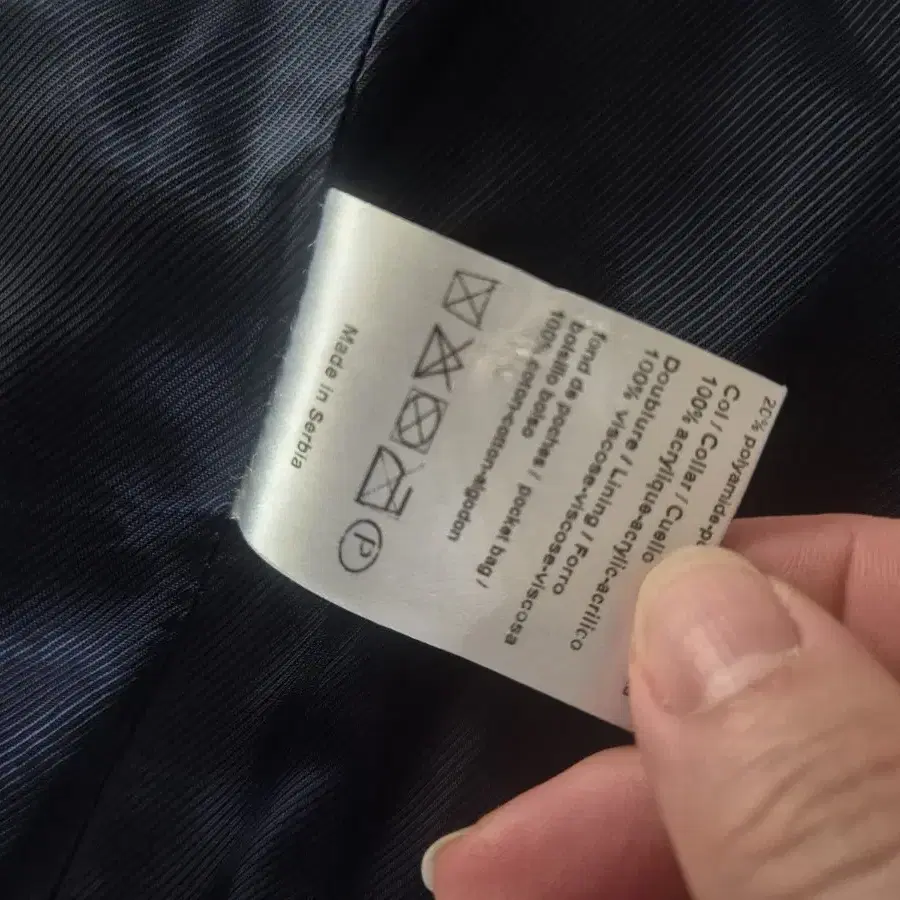 20% polyamide
Col / Collar / Cuello
100% acrylique-acrylic-acrilico
Doublure / Lining / Forro
100% viscose-viscose-viscosa
fond de poches / pocket bag /
bolsillo bolso
100% coton-cotton-algodon
P
Made in Serbia